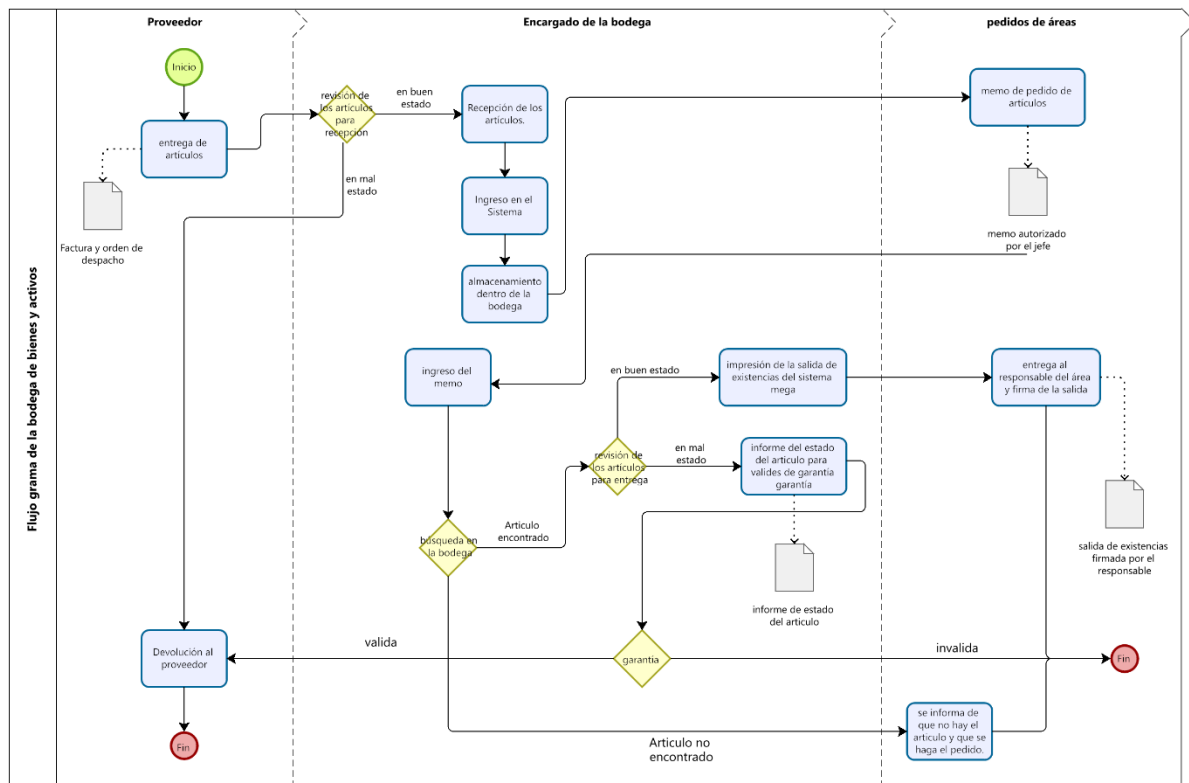 Flujo grama de la bodega de bienes y activos
Proveedor
Encargado de la bodega
pedidos de áreas
Inicio
entrega de
artículos
Factura y orden de
despacho
revisión de
los artículos
para
recepción
en buen
estado
en mal
estado
Recepción de los
artículos.
Ingreso en el
Sistema
almacenamiento
dentro de la
bodega
memo de pedido de
artículos
memo autorizado
por el jefe
ingreso del
memo
búsqueda en
la bodega
Artículo
encontrado
revisión de
los artículos
para entrega
en buen estado
impresión de la salida de
existencias del sistema
mega
en mal
estado
informe del estado
del articulo para
valides de garantía
garantía
informe de estado
del articulo
entrega al
responsable del área
y firma de la salida
salida de existencias
firmada por el
responsable
Devolución al
proveedor
valida
garantía
invalida
Fin
Fin
Articulo no
encontrado
se informa de
que no hay el
articulo y que se
haga el pedido.